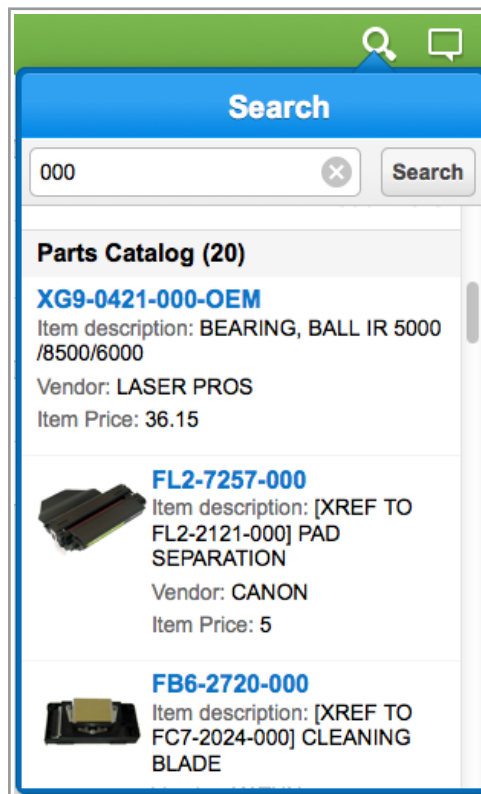 Search
000
Search
Parts Catalog (20)
XG9-0421-000-OEM
Item description: BEARING, BALL IR 5000
/8500/6000
Vendor: LASER PROS
Item Price: 36.15
FL2-7257-000
Item description: [XREF TO
FL2-2121-000] PAD
SEPARATION
Vendor: CANON
Item Price: 5
FB6-2720-000
Item description: [XREF TO
FC7-2024-000] CLEANING
BLADE